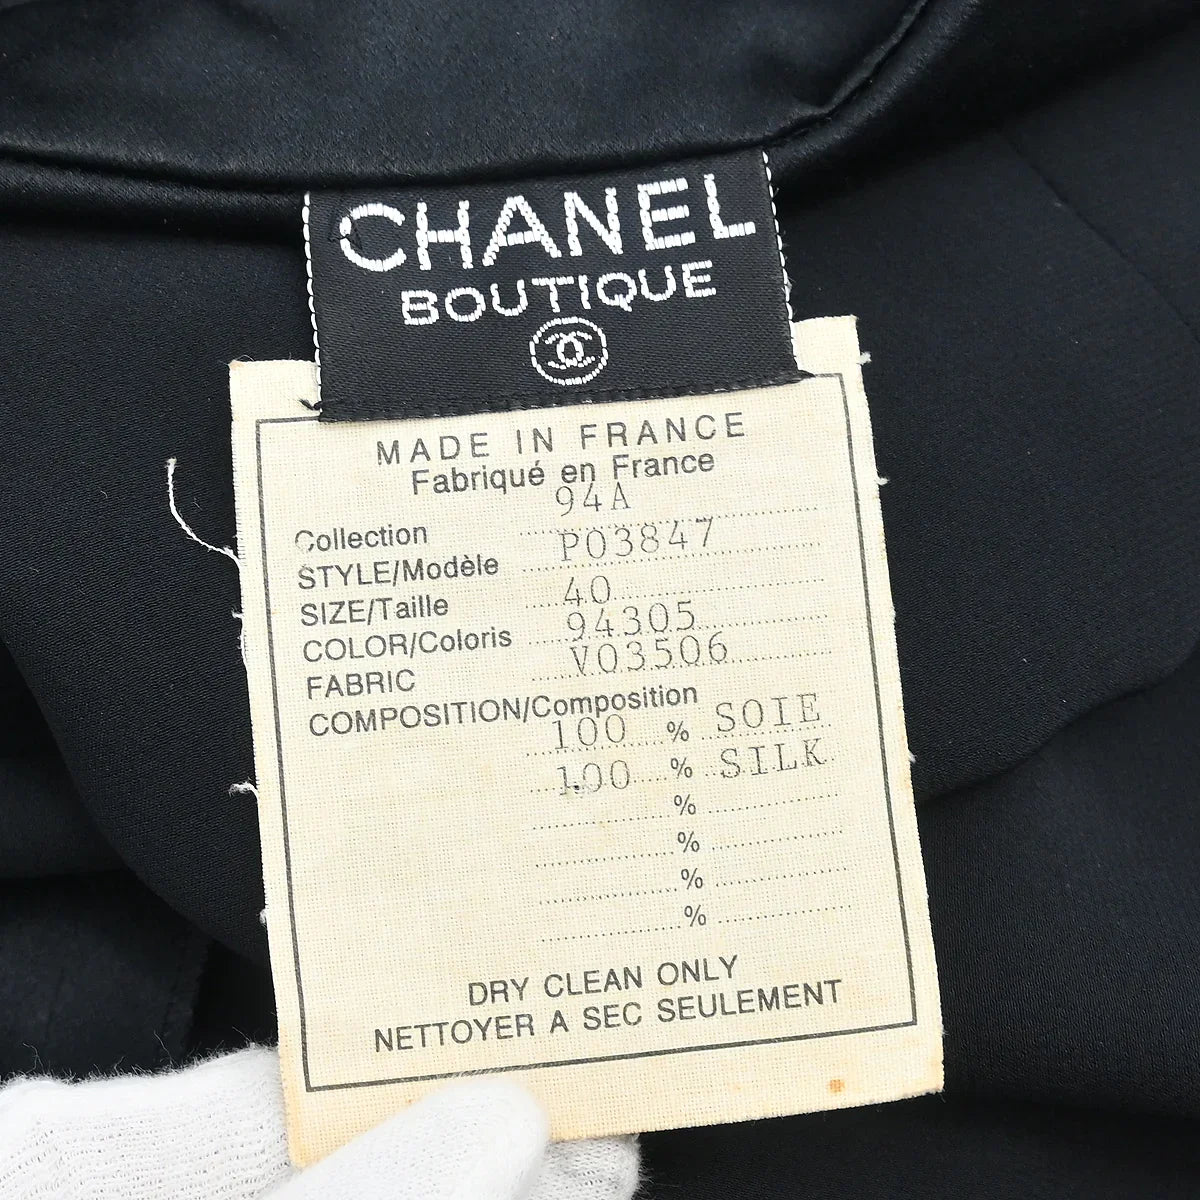 CHANEL
BOUTIQUE
MADE IN FRANCE
Fabriqué en France
Collection 94A
STYLE/Modèle P03847
SIZE/Taille 40
COLOR/Coloris 94305
FABRIC V03506
COMPOSITION/Composition
100 % SOIE
100 % SILK
%
%
%
%
DRY CLEAN ONLY
NETTOYER A SEC SEULEMENT